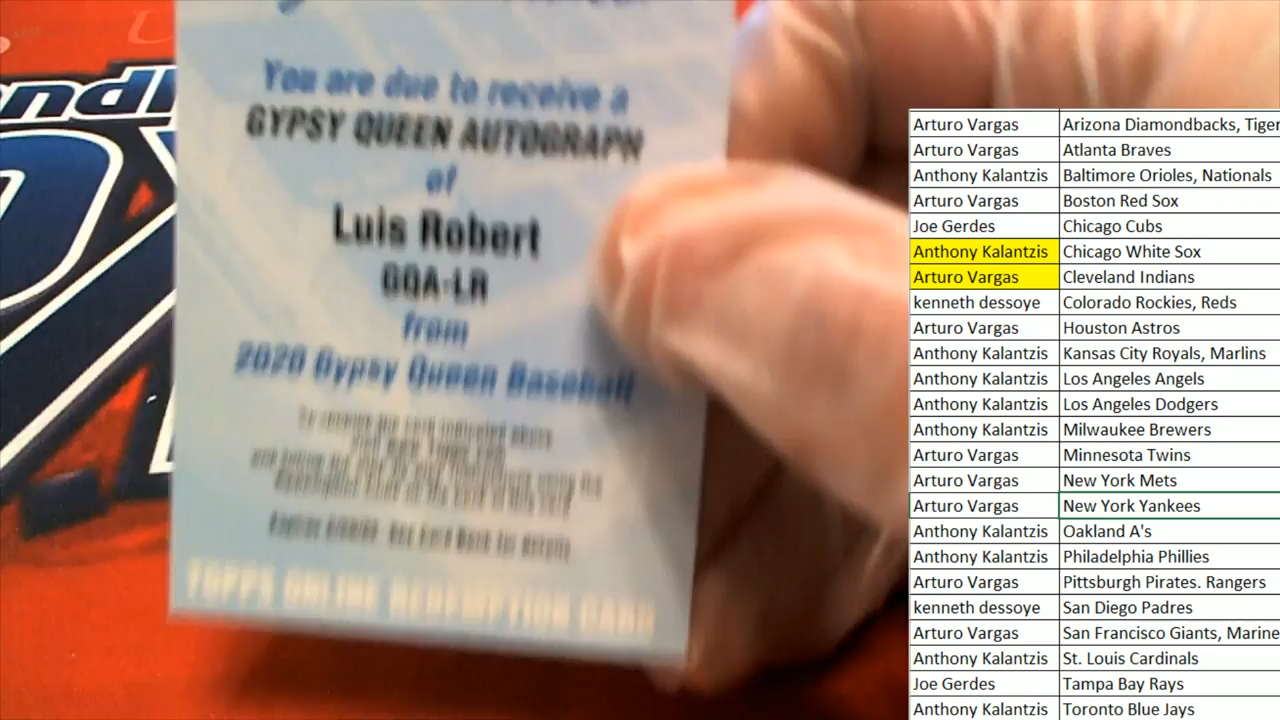 You are due to receive a
GYPSY QUEEN AUTOGRAPH
of
Luis Robert
GQA-LR
from
2020 Gypsy Queen Baseball
To receive the card indicated above
TOPPS ONLINE REDEMPTION CARD
Arturo Vargas Arizona Diamondbacks, Tiger
Arturo Vargas Atlanta Braves
Anthony Kalantzis Baltimore Orioles, Nationals
Arturo Vargas Boston Red Sox
Joe Gerdes Chicago Cubs
Anthony Kalantzis Chicago White Sox
Arturo Vargas Cleveland Indians
kenneth dessoye Colorado Rockies, Reds
Arturo Vargas Houston Astros
Anthony Kalantzis Kansas City Royals, Marlins
Anthony Kalantzis Los Angeles Angels
Anthony Kalantzis Los Angeles Dodgers
Anthony Kalantzis Milwaukee Brewers
Arturo Vargas Minnesota Twins
Arturo Vargas New York Mets
Arturo Vargas New York Yankees
Anthony Kalantzis Oakland A's
Anthony Kalantzis Philadelphia Phillies
Arturo Vargas Pittsburgh Pirates. Rangers
kenneth dessoye San Diego Padres
Arturo Vargas San Francisco Giants, Marine
Anthony Kalantzis St. Louis Cardinals
Joe Gerdes Tampa Bay Rays
Anthony Kalantzis Toronto Blue Jays